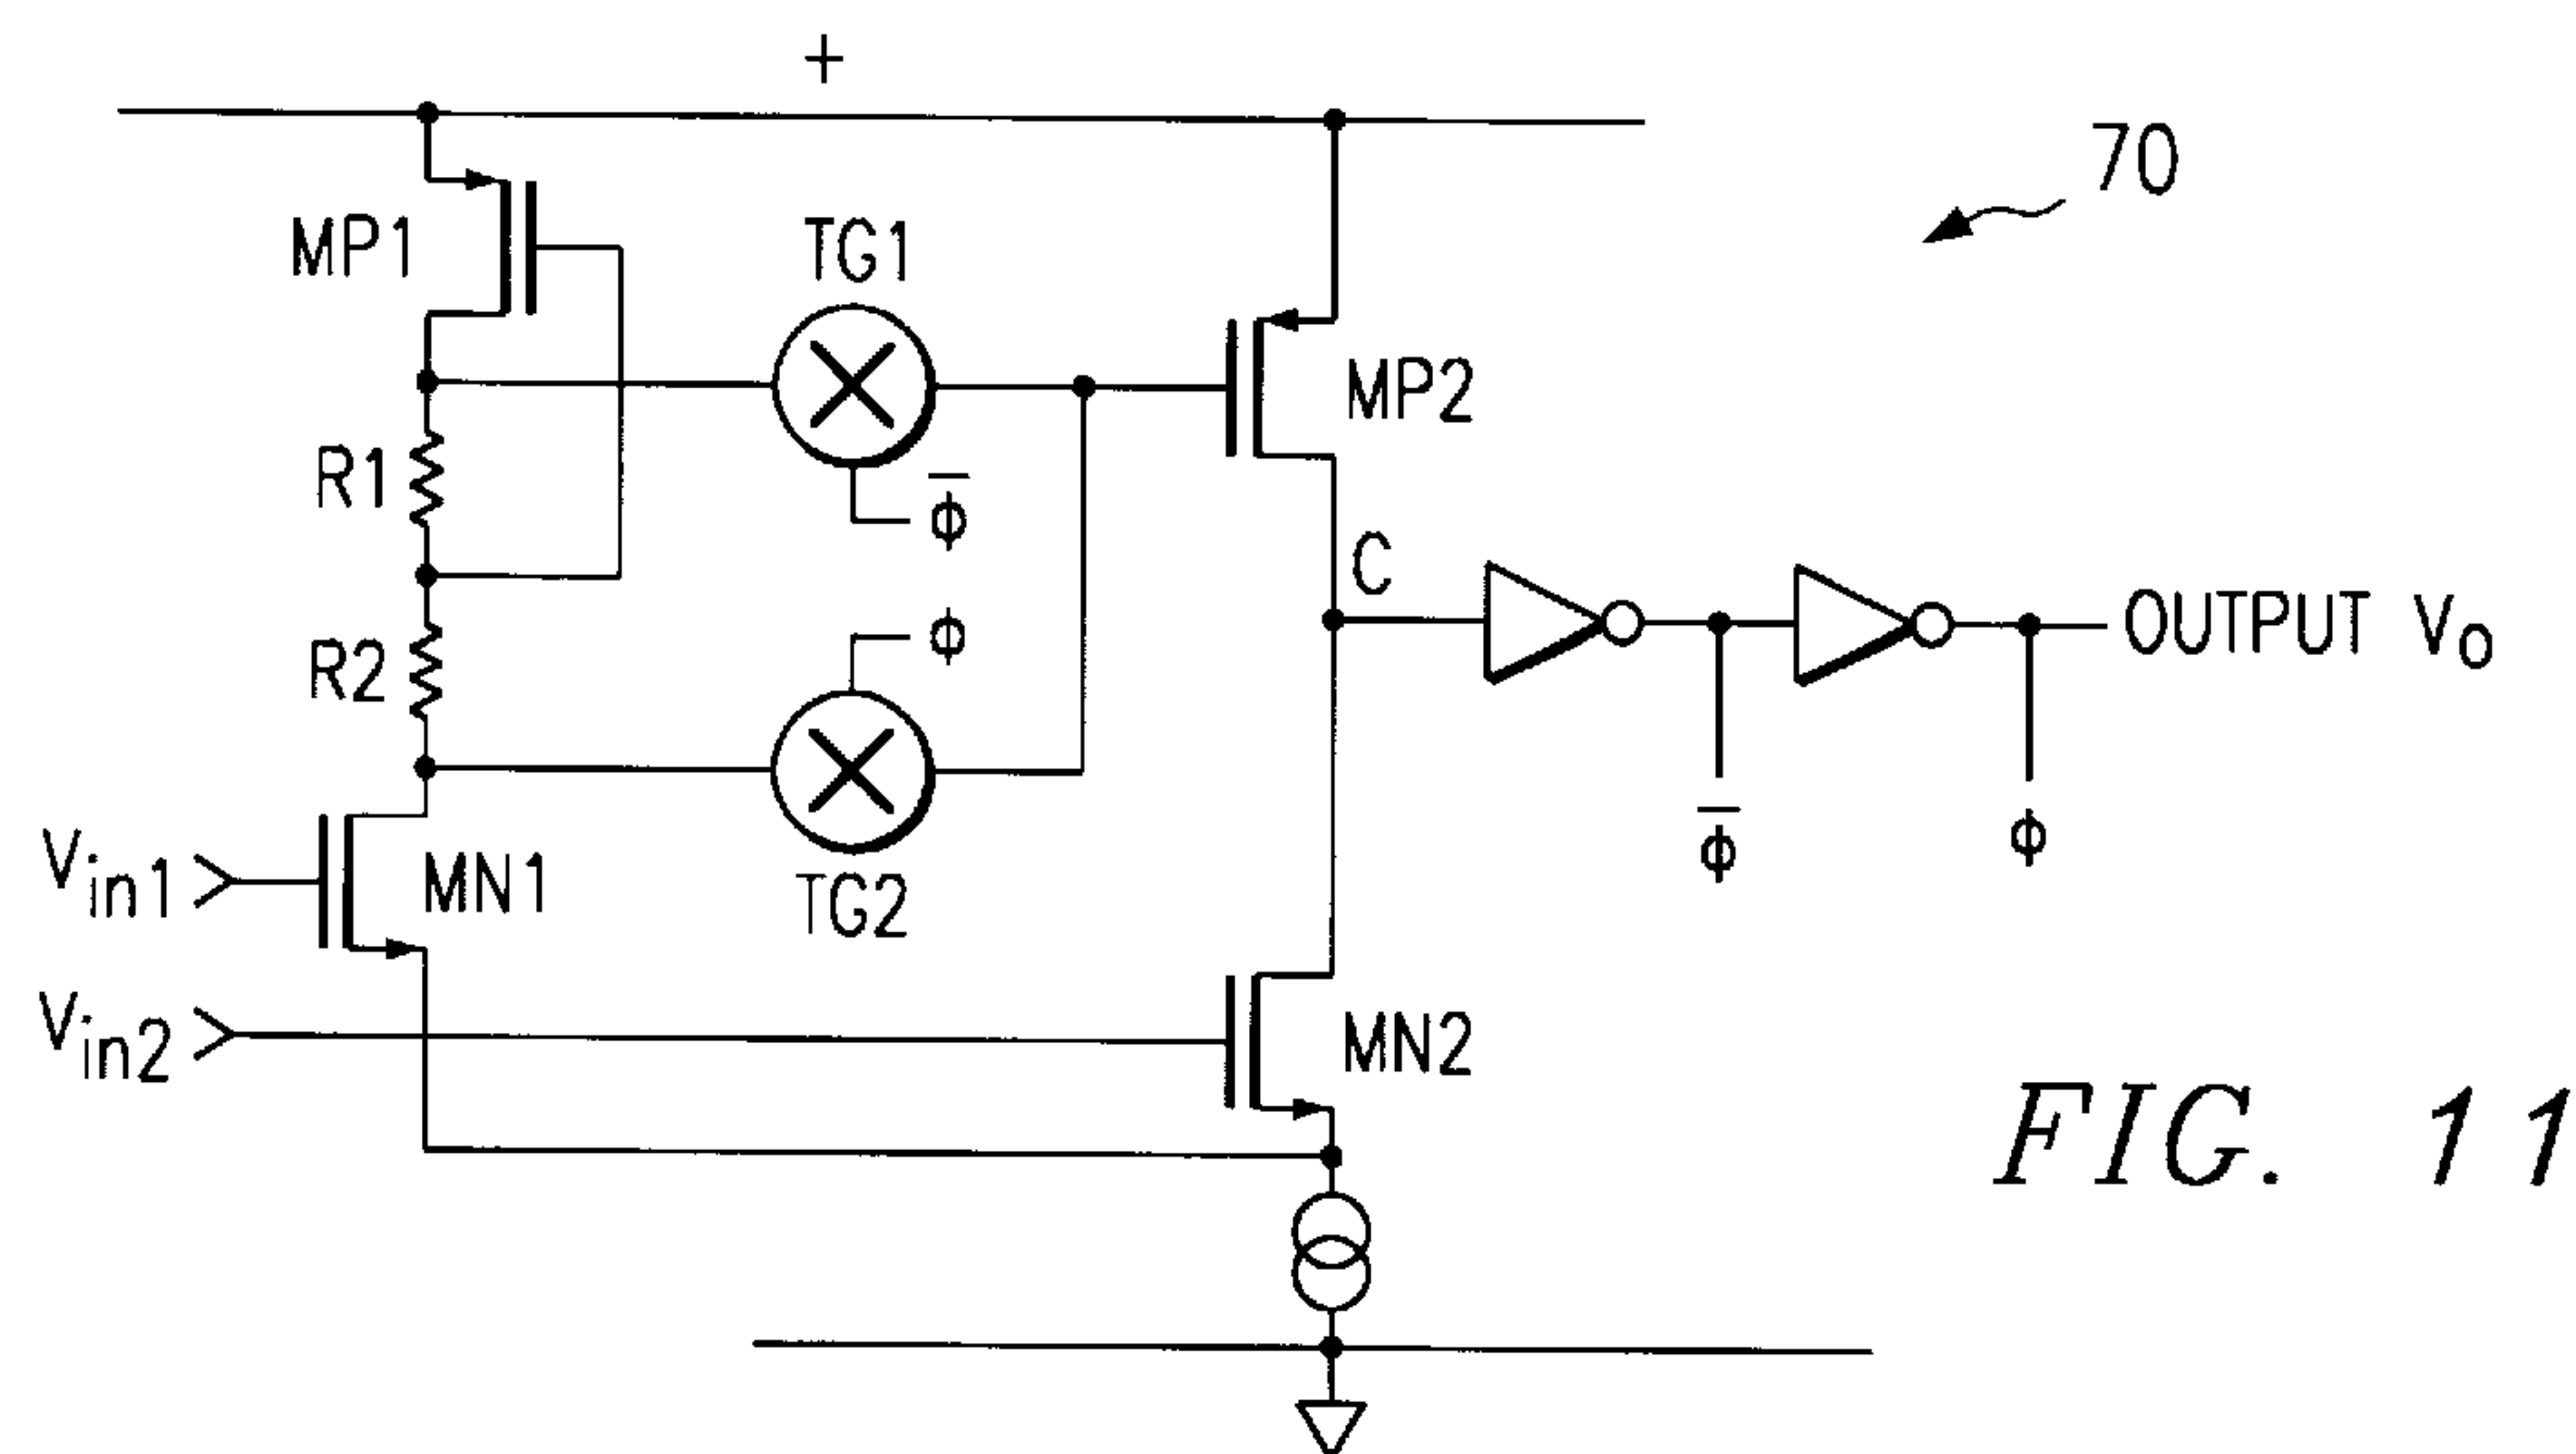 +
70
MP1
TG1
MP2
R1
ϕ̅
C
ϕ
R2
OUTPUT Vo
ϕ̅
ϕ
Vin1
MN1
TG2
Vin2
MN2
FIG. 11